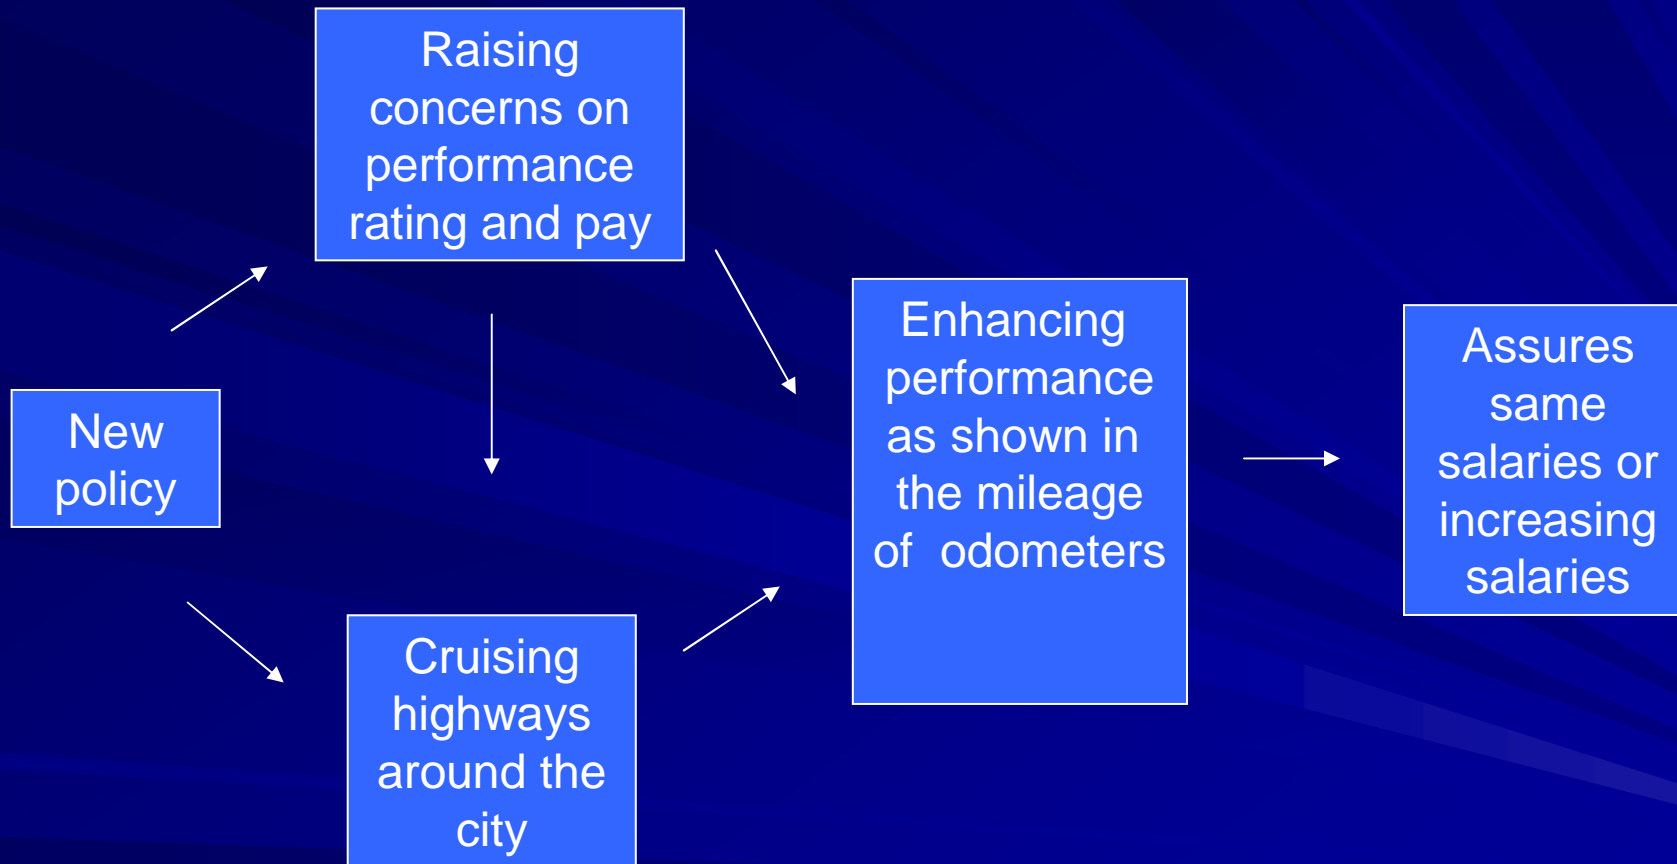 Raising
concerns on
performance
rating and pay
New
policy
Cruising
highways
around the
city
Enhancing
performance
as shown in
the mileage
of odometers
Assures
same
salaries or
increasing
salaries